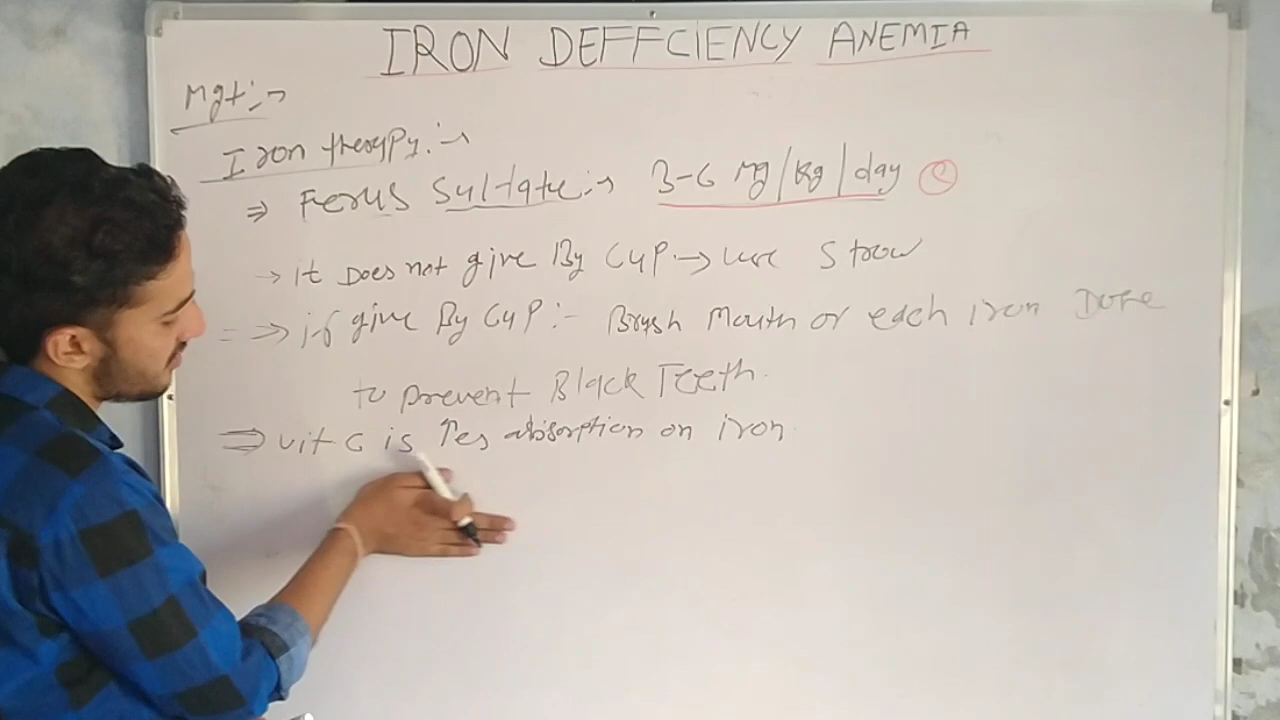 IRON DEFFCIENCY ANEMIA
Mgt:→
Iron therapy:→
⇒ Ferus Sulfate:→ 3-6 mg/kg/day
→ it Does not give By CuP → use Straw
=> if give By CuP:- Brush Mouth or each iron Dose
to prevent Black Teeth.
⇒ vit C is ↑es absorption on iron